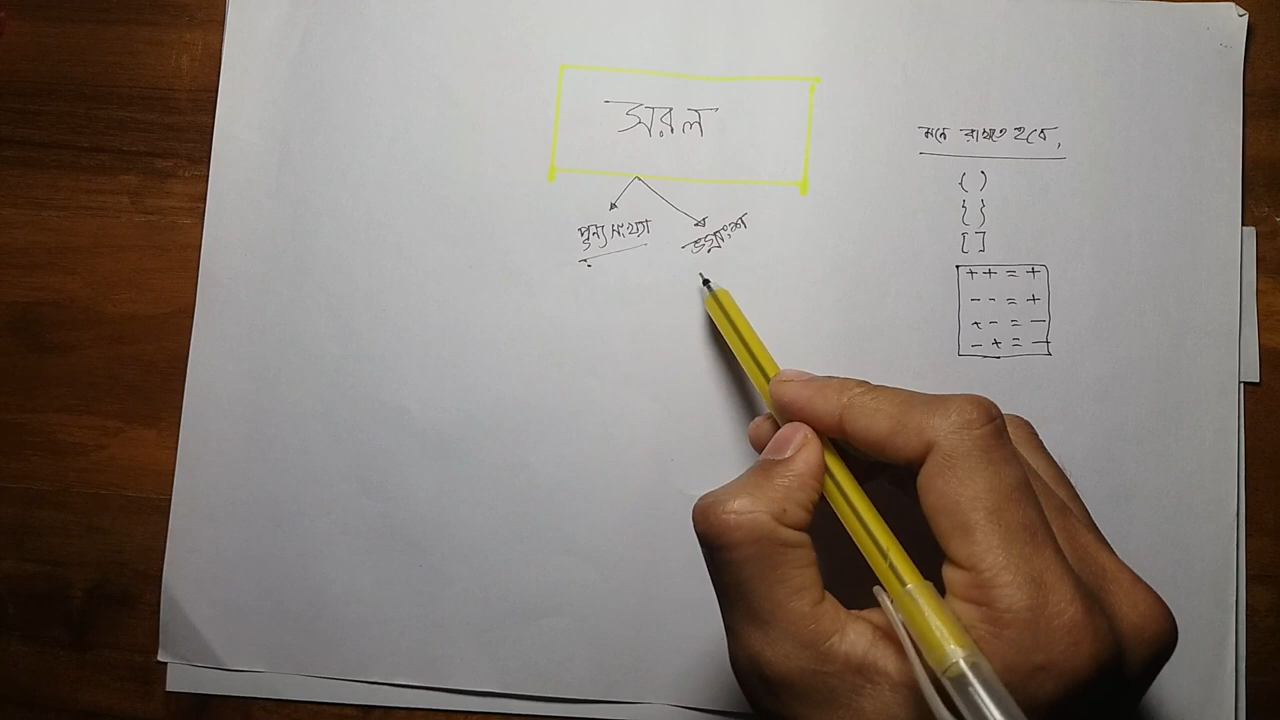 সরল
পুন্য সংখ্যা
ভগ্নাংশ
মনে রাখতে হবে,
( )
{ }
[ ]
+ + = +
- - = +
+ - = -
- + = -